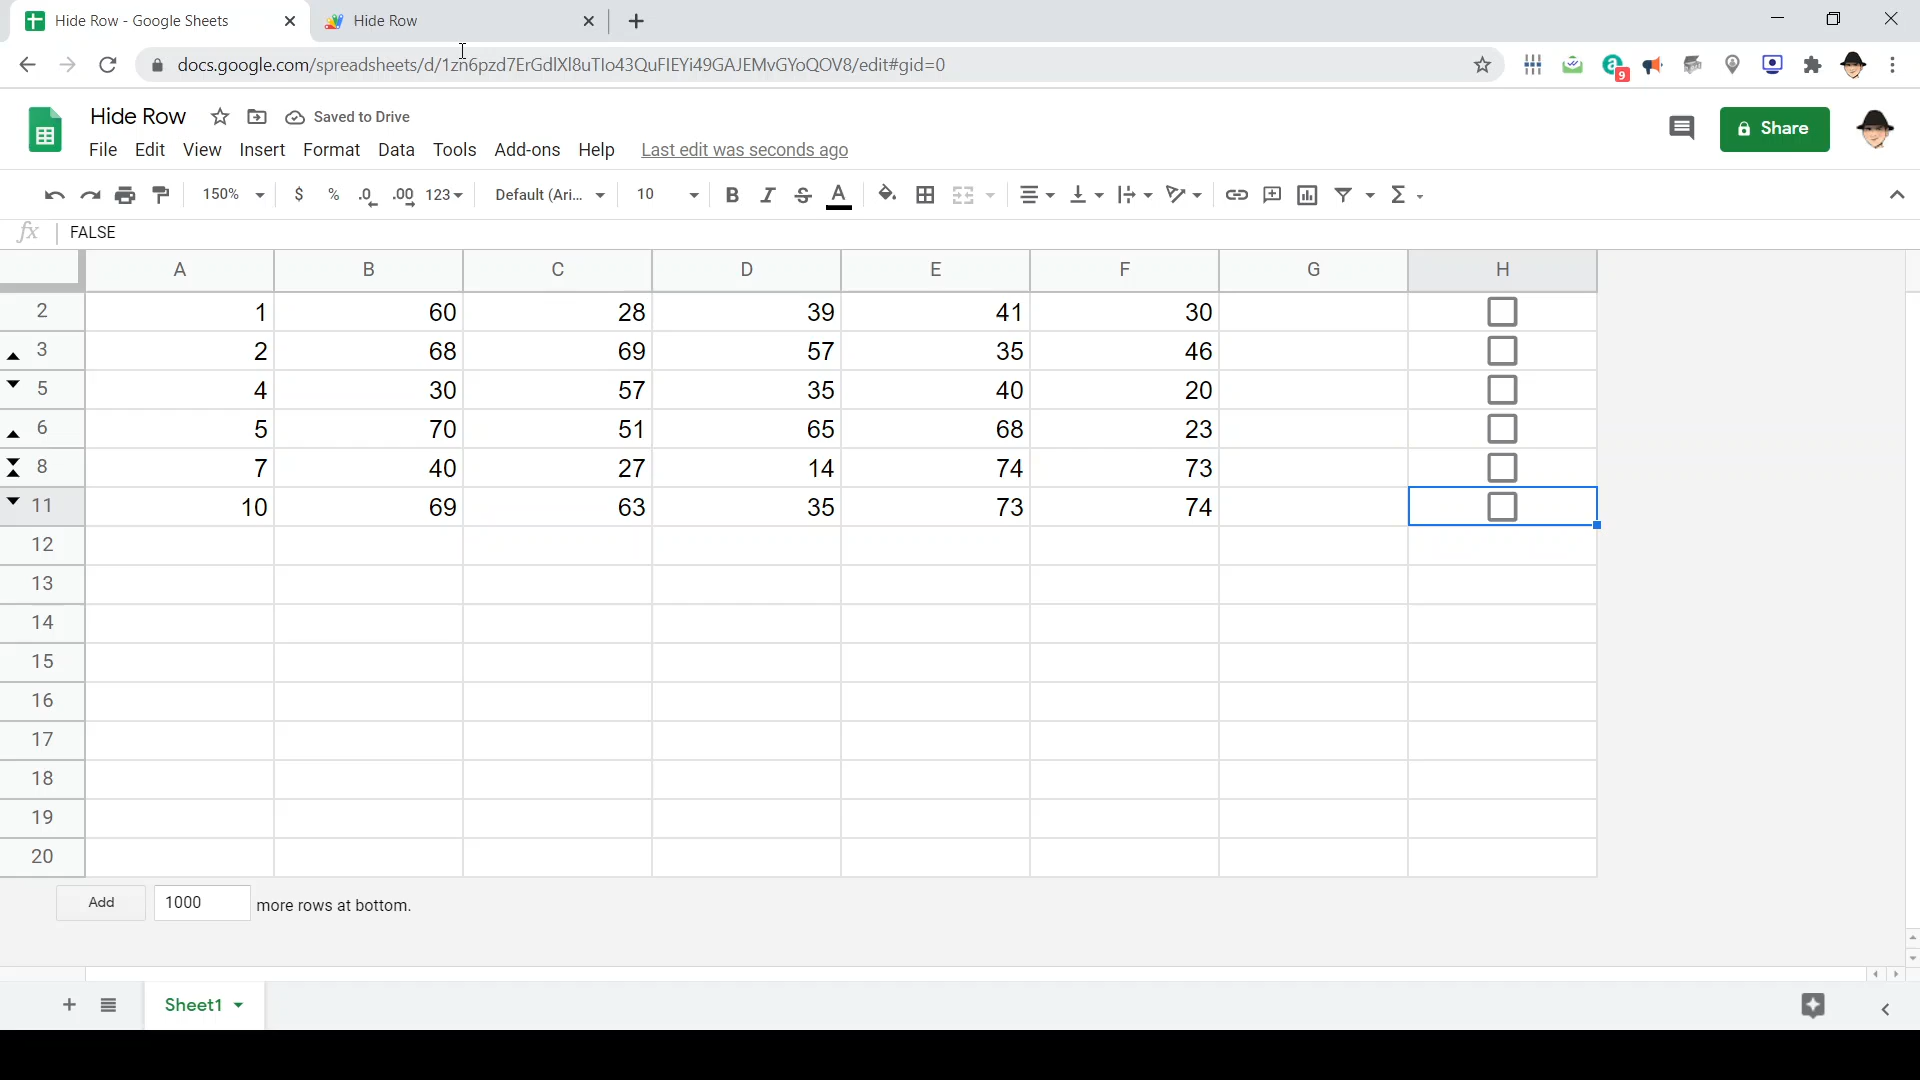 Hide Row - Google Sheets
Hide Row
docs.google.com/spreadsheets/d/1zn6pzd7ErGdlXl8uTIo43QuFIEYi49GAJEMvGYoQOV8/edit#gid=0
9
Hide Row
Saved to Drive
Share
File Edit View Insert Format Data Tools Add-ons Help Last edit was seconds ago
150% $ % .0 .00 123 Default (Ari... 10 B I S A Σ
fx FALSE
A B C D E F G H
2 1 60 28 39 41 30
3 2 68 69 57 35 46
5 4 30 57 35 40 20
6 5 70 51 65 68 23
8 7 40 27 14 74 73
11 10 69 63 35 73 74
12
13
14
15
16
17
18
19
20
Add 1000 more rows at bottom.
Sheet1